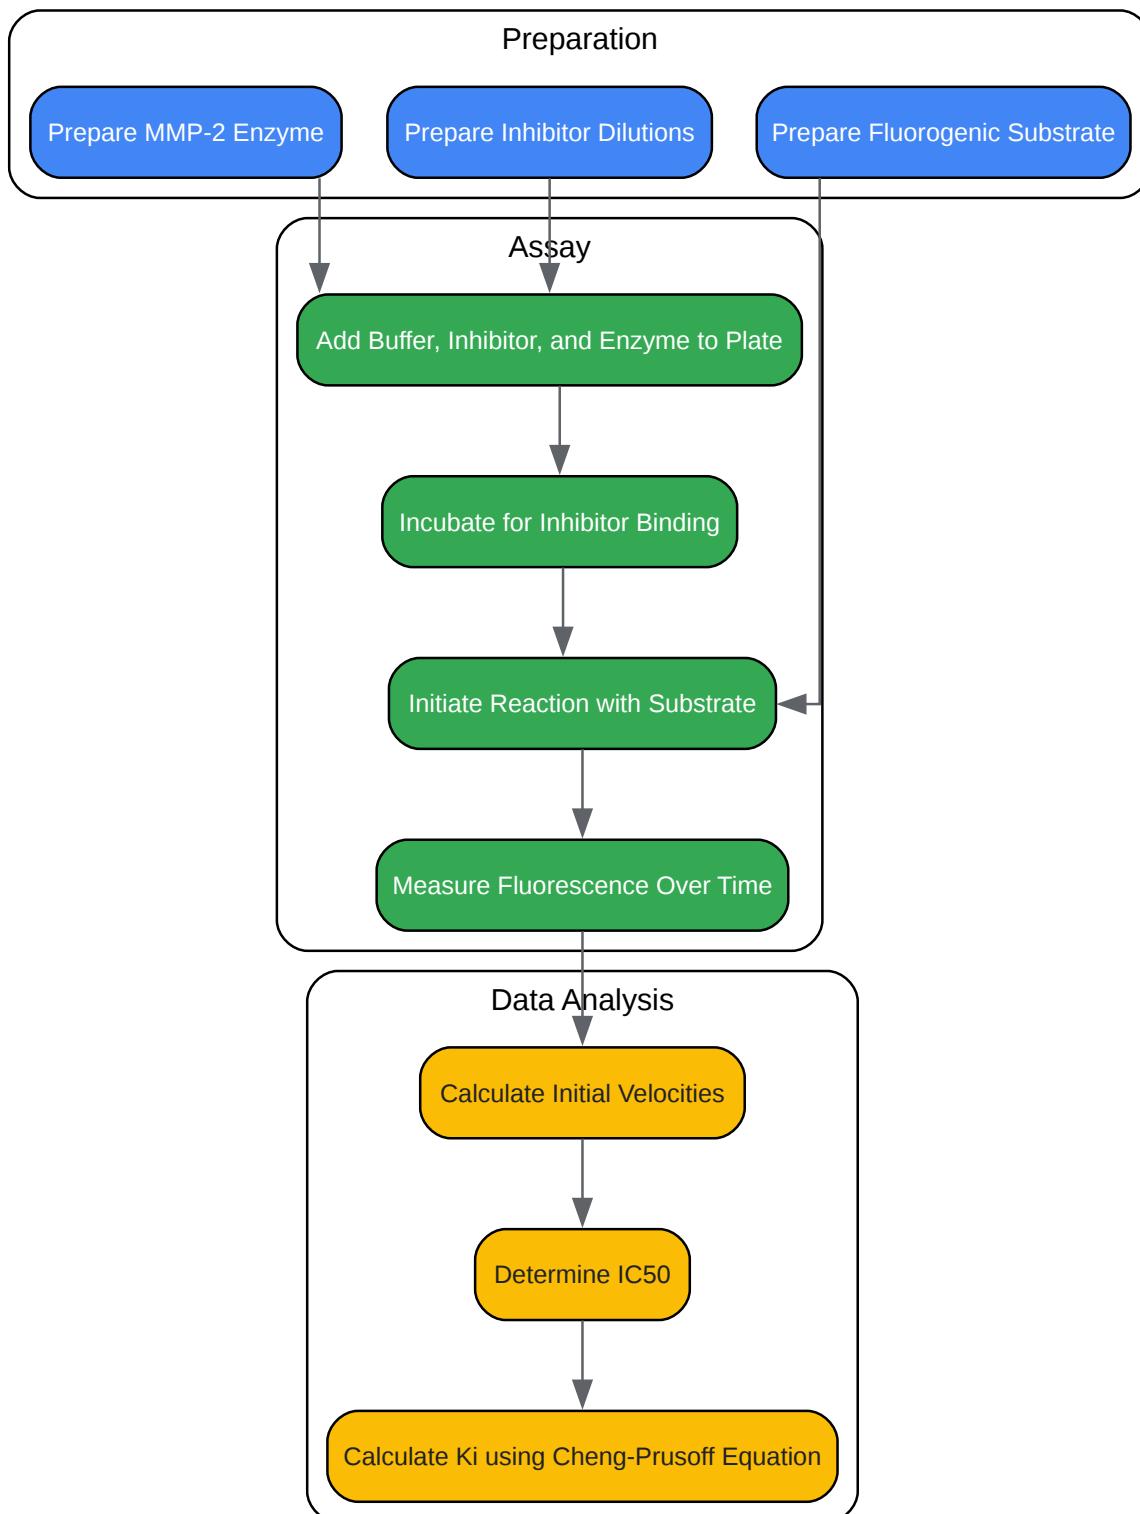 Preparation
Prepare MMP-2 Enzyme
Prepare Inhibitor Dilutions
Prepare Fluorogenic Substrate
Assay
Add Buffer, Inhibitor, and Enzyme to Plate
Incubate for Inhibitor Binding
Initiate Reaction with Substrate
Measure Fluorescence Over Time
Data Analysis
Calculate Initial Velocities
Determine IC50
Calculate Ki using Cheng-Prusoff Equation